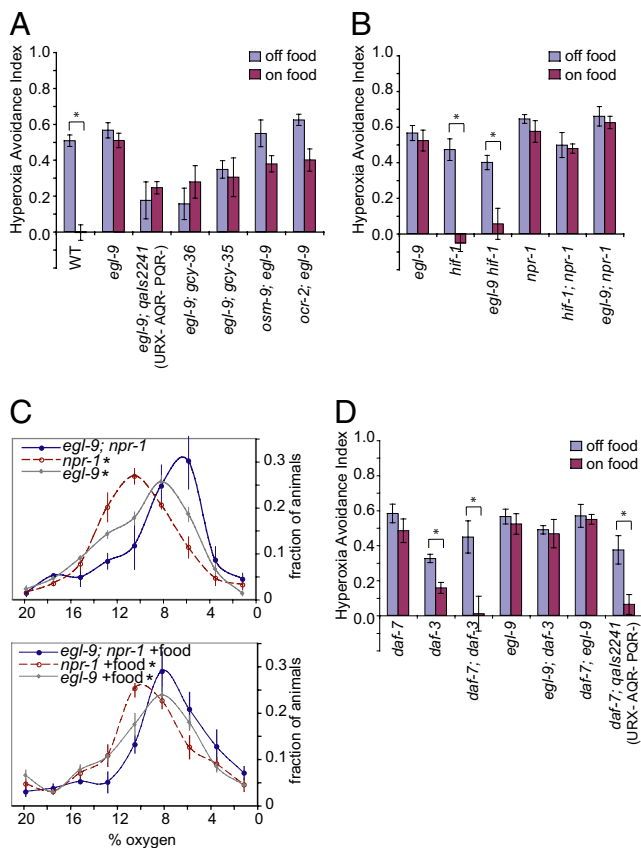 A
Hyperoxia Avoidance Index
1.0
0.8
0.6
0.4
0.2
0.0
off food
on food
*
WT
egl-9
egl-9; qaIs2241
(URX- AQR- PQR-)
egl-9; gcy-36
egl-9; gcy-35
osm-9; egl-9
ocr-2; egl-9
B
Hyperoxia Avoidance Index
1.0
0.8
0.6
0.4
0.2
0.0
off food
on food
*
*
egl-9
hif-1
egl-9 hif-1
npr-1
hif-1; npr-1
egl-9; npr-1
C
egl-9; npr-1
npr-1*
egl-9*
0.3
0.2
0.1
fraction of animals
20 16 12 8 4 0
egl-9; npr-1 +food
npr-1 +food*
egl-9 +food*
0.3
0.2
0.1
fraction of animals
20 16 12 8 4 0
% oxygen
D
Hyperoxia Avoidance Index
1.0
0.8
0.6
0.4
0.2
0.0
off food
on food
*
*
*
daf-7
daf-3
daf-7; daf-3
egl-9
egl-9; daf-3
daf-7; egl-9
daf-7; qaIs2241
(URX- AQR- PQR-)